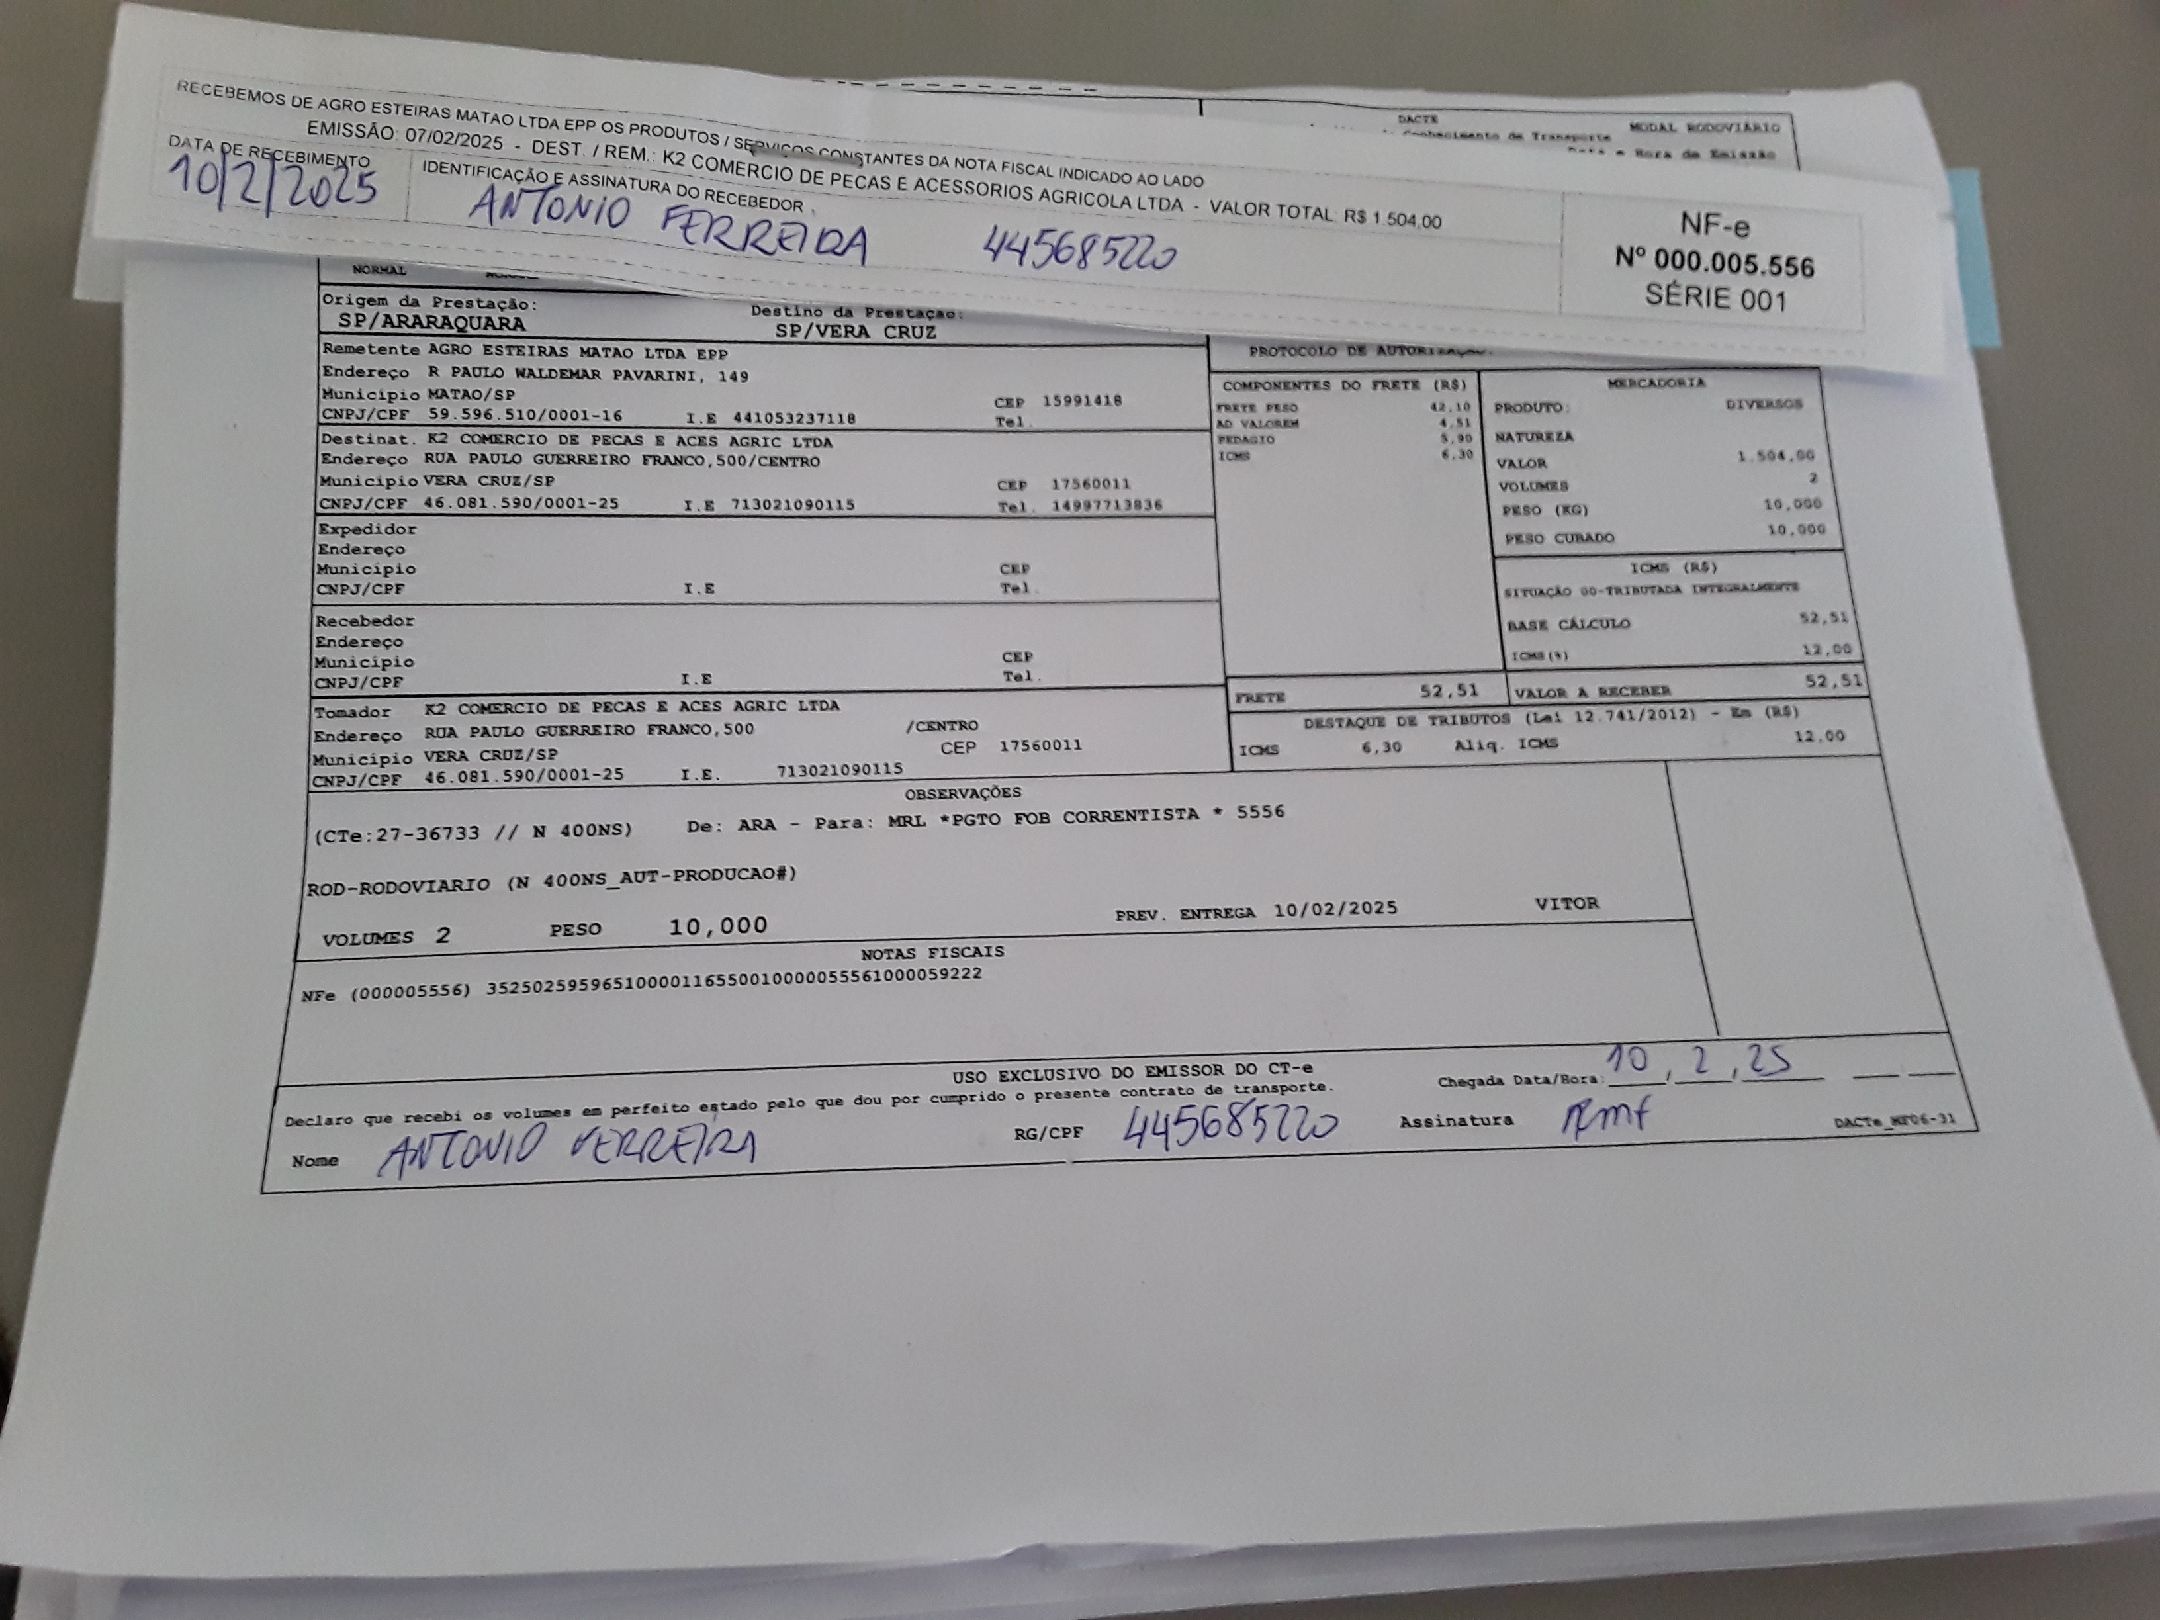 RECEBEMOS DE AGRO ESTEIRAS MATAO LTDA EPP OS PRODUTOS / SERVIÇOS CONSTANTES DA NOTA FISCAL INDICADO AO LADO
EMISSÃO: 07/02/2025 - DEST. / REM.: K2 COMERCIO DE PECAS E ACESSORIOS AGRICOLA LTDA - VALOR TOTAL: R$ 1.504,00
DATA DE RECEBIMENTO
10/2/2025
IDENTIFICAÇÃO E ASSINATURA DO RECEBEDOR
ANTONIO FERREIRA 445685220
NF-e
Nº 000.005.556
SÉRIE 001
DACTE
Conhecimento de Transporte
MODAL RODOVIÁRIO
Hora de Emissão
NORMAL
Origem da Prestação:
SP/ARARAQUARA
Destino da Prestação:
SP/VERA CRUZ
PROTOCOLO DE AUTORIZAÇÃO:
Remetente AGRO ESTEIRAS MATAO LTDA EPP
Endereço R PAULO WALDEMAR PAVARINI, 149
Município MATAO/SP CEP 15991418
CNPJ/CPF 59.596.510/0001-16 I.E 441053237118 Tel.
Destinat. K2 COMERCIO DE PECAS E ACES AGRIC LTDA
Endereço RUA PAULO GUERREIRO FRANCO,500/CENTRO
Município VERA CRUZ/SP CEP 17560011
CNPJ/CPF 46.081.590/0001-25 I.E 713021090115 Tel. 14997713836
Expedidor
Endereço
Município CEP
CNPJ/CPF I.E Tel.
Recebedor
Endereço
Município CEP
CNPJ/CPF I.E Tel.
Tomador K2 COMERCIO DE PECAS E ACES AGRIC LTDA
Endereço RUA PAULO GUERREIRO FRANCO,500 /CENTRO
Município VERA CRUZ/SP CEP 17560011
CNPJ/CPF 46.081.590/0001-25 I.E. 713021090115
COMPONENTES DO FRETE (R$)
FRETE PESO 42,10
AD VALOREM 4,51
PEDAGIO 5,90
ICMS 6,30
MERCADORIA
PRODUTO: DIVERSOS
NATUREZA
VALOR 1.504,00
VOLUMES 2
PESO (KG) 10,000
PESO CUBADO 10,000
ICMS (R$)
SITUAÇÃO 00-TRIBUTADA INTEGRALMENTE
BASE CÁLCULO 52,51
ICMS(%) 12,00
FRETE 52,51
VALOR A RECEBER 52,51
DESTAQUE DE TRIBUTOS (Lei 12.741/2012) - Em (R$)
ICMS 6,30 Aliq. ICMS 12,00
OBSERVAÇÕES
(CTe:27-36733 // N 400NS) De: ARA - Para: MRL *PGTO FOB CORRENTISTA * 5556
ROD-RODOVIARIO (N 400NS_AUT-PRODUCAO#)
VOLUMES 2 PESO 10,000 PREV. ENTREGA 10/02/2025 VITOR
NOTAS FISCAIS
NFe (000005556) 35250259596510000116550010000055561000059222
USO EXCLUSIVO DO EMISSOR DO CT-e
Declaro que recebi os volumes em perfeito estado pelo que dou por cumprido o presente contrato de transporte.
Chegada Data/Hora: 10, 2, 25
Nome ANTONIO FERREIRA RG/CPF 445685220 Assinatura